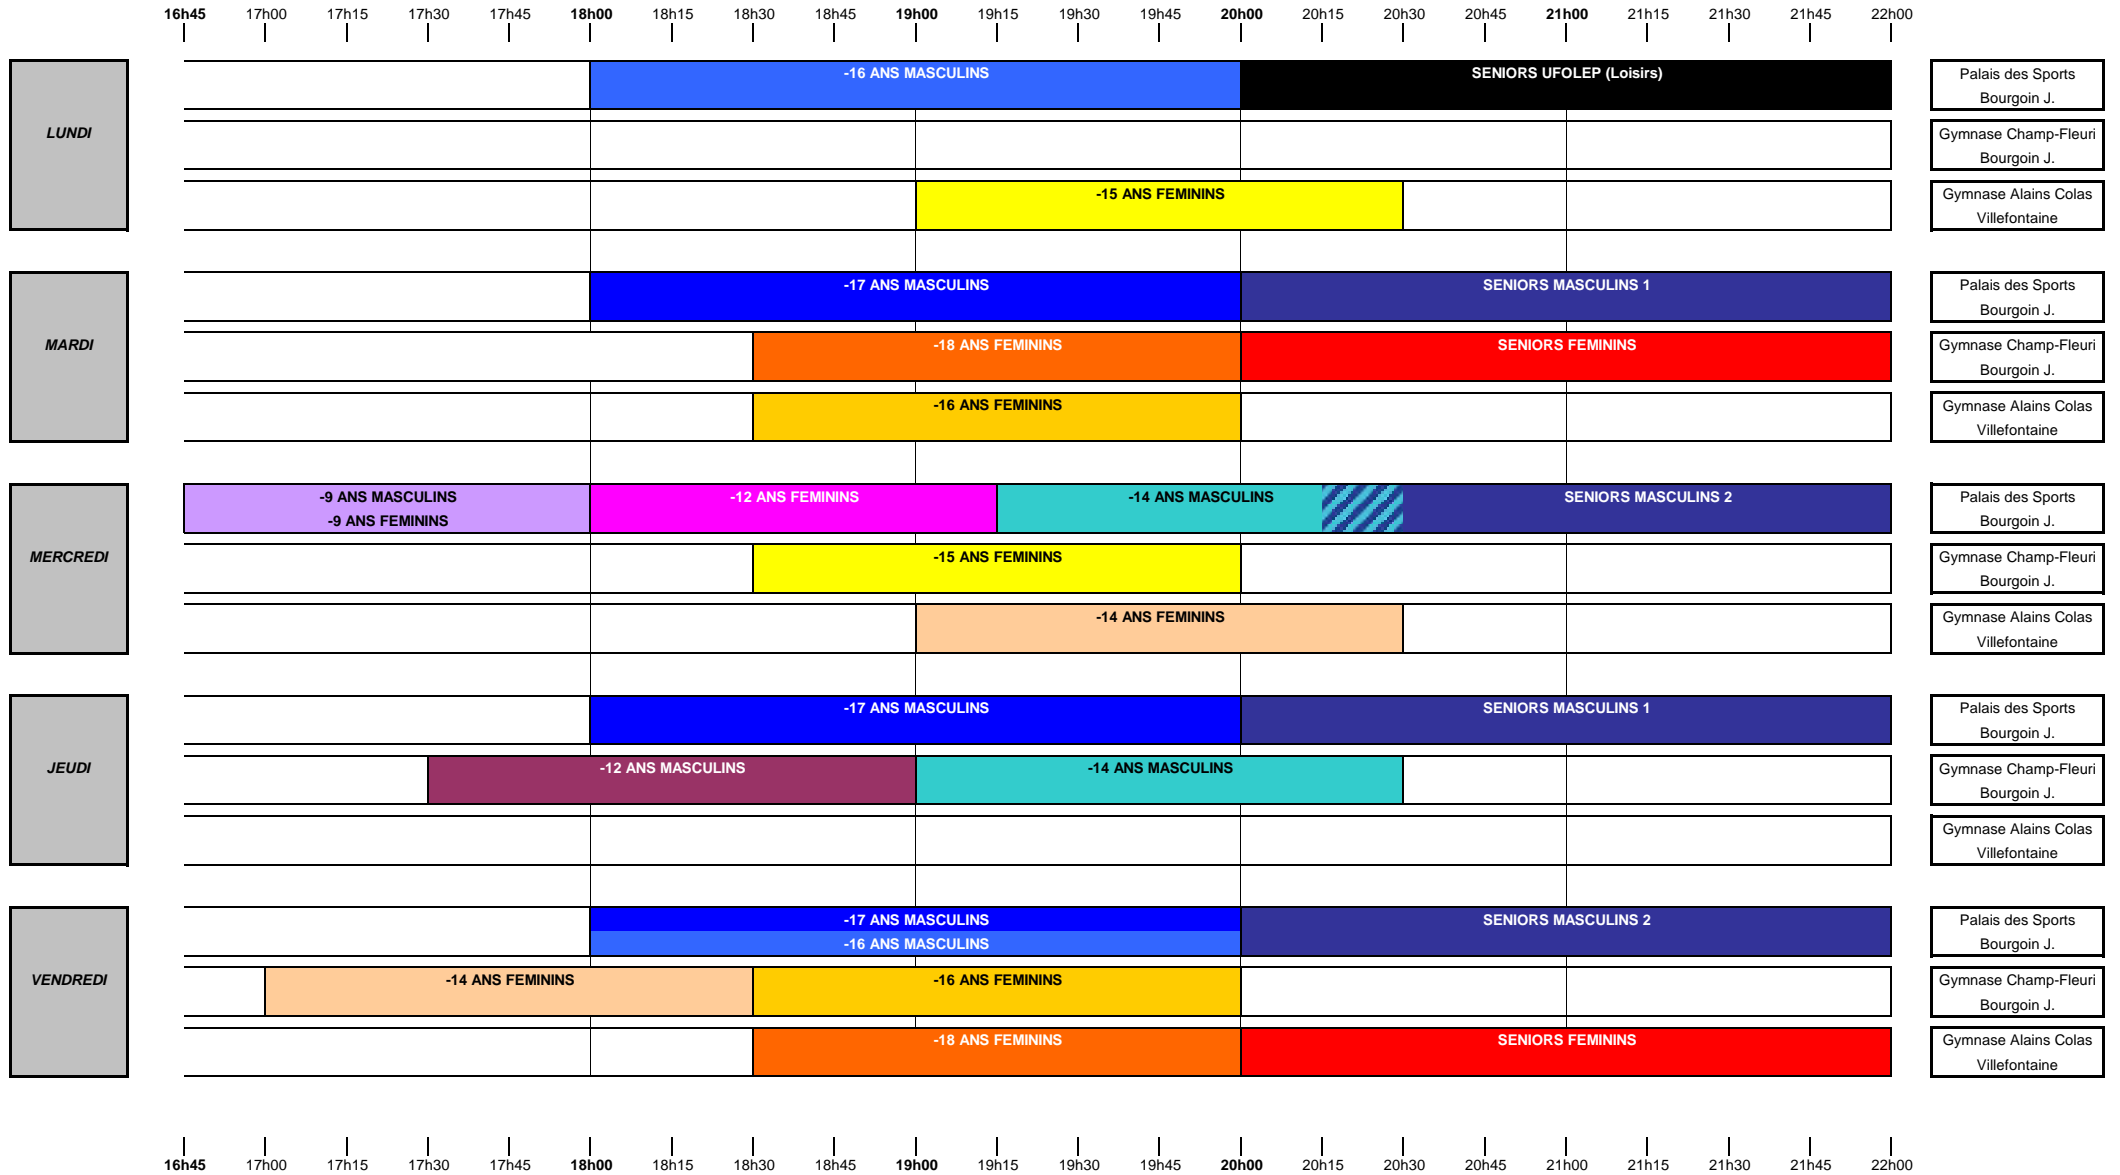 16h45 17h00 17h15 17h30 17h45 18h00 18h15 18h30 18h45 19h00 19h15 19h30 19h45 20h00 20h15 20h30 20h45 21h00 21h15 21h30 21h45 22h00
LUNDI
-16 ANS MASCULINS SENIORS UFOLEP (Loisirs) Palais des Sports
Bourgoin J.
Gymnase Champ-Fleuri
Bourgoin J.
-15 ANS FEMININS Gymnase Alains Colas
Villefontaine
MARDI
-17 ANS MASCULINS SENIORS MASCULINS 1 Palais des Sports
Bourgoin J.
-18 ANS FEMININS SENIORS FEMININS Gymnase Champ-Fleuri
Bourgoin J.
-16 ANS FEMININS Gymnase Alains Colas
Villefontaine
MERCREDI
-9 ANS MASCULINS -12 ANS FEMININS -14 ANS MASCULINS SENIORS MASCULINS 2 Palais des Sports
-9 ANS FEMININS Bourgoin J.
-15 ANS FEMININS Gymnase Champ-Fleuri
Bourgoin J.
-14 ANS FEMININS Gymnase Alains Colas
Villefontaine
JEUDI
-17 ANS MASCULINS SENIORS MASCULINS 1 Palais des Sports
Bourgoin J.
-12 ANS MASCULINS -14 ANS MASCULINS Gymnase Champ-Fleuri
Bourgoin J.
Gymnase Alains Colas
Villefontaine
VENDREDI
-17 ANS MASCULINS SENIORS MASCULINS 2 Palais des Sports
-16 ANS MASCULINS Bourgoin J.
-14 ANS FEMININS -16 ANS FEMININS Gymnase Champ-Fleuri
Bourgoin J.
-18 ANS FEMININS SENIORS FEMININS Gymnase Alains Colas
Villefontaine
16h45 17h00 17h15 17h30 17h45 18h00 18h15 18h30 18h45 19h00 19h15 19h30 19h45 20h00 20h15 20h30 20h45 21h00 21h15 21h30 21h45 22h00